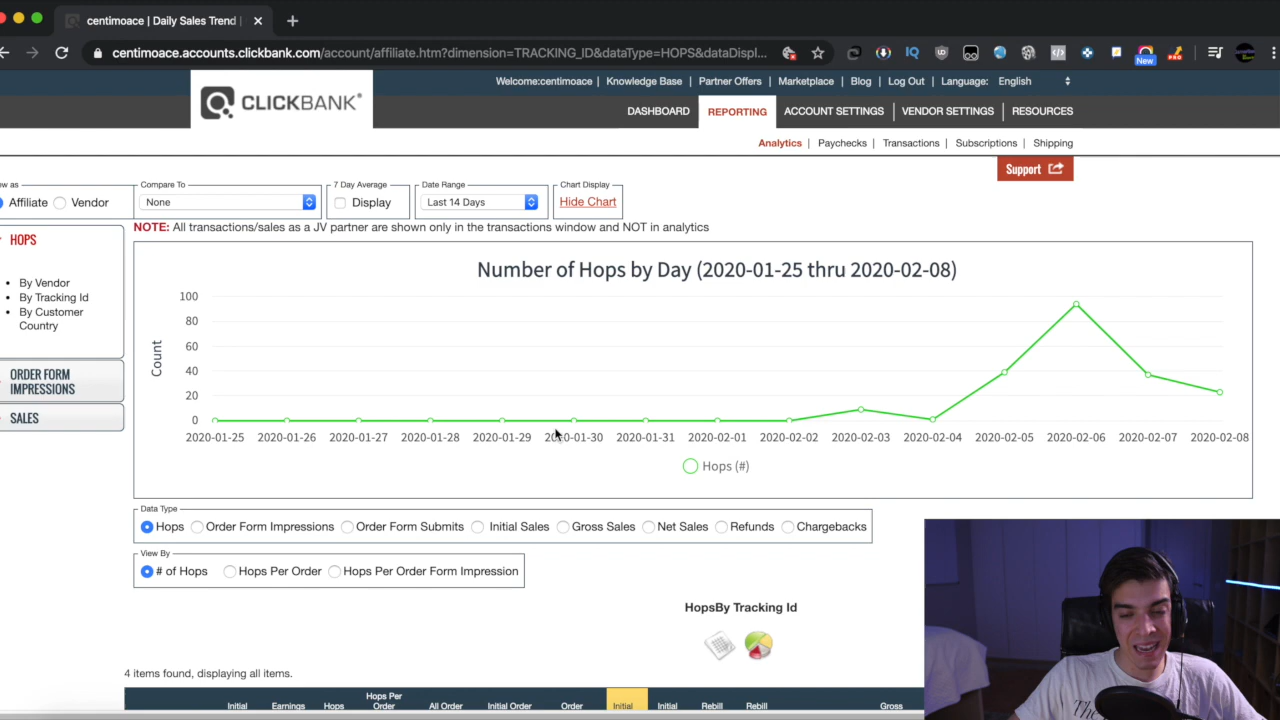 centimoace | Daily Sales Trend |
centimoace.accounts.clickbank.com/account/affiliate.htm?dimension=TRACKING_ID&dataType=HOPS&dataDispl...
New
Welcome:centimoace | Knowledge Base | Partner Offers | Marketplace | Blog | Log Out | Language: English
CLICKBANK®
DASHBOARD | REPORTING | ACCOUNT SETTINGS | VENDOR SETTINGS | RESOURCES
Analytics | Paychecks | Transactions | Subscriptions | Shipping
Support
Compare To
7 Day Average
Date Range
Chart Display
Affiliate Vendor
None
Display
Last 14 Days
Hide Chart
NOTE: All transactions/sales as a JV partner are shown only in the transactions window and NOT in analytics
HOPS
By Vendor
By Tracking Id
By Customer
Country
ORDER FORM
IMPRESSIONS
SALES
Number of Hops by Day (2020-01-25 thru 2020-02-08)
Count
100
80
60
40
20
0
2020-01-25 2020-01-26 2020-01-27 2020-01-28 2020-01-29 2020-01-30 2020-01-31 2020-02-01 2020-02-02 2020-02-03 2020-02-04 2020-02-05 2020-02-06 2020-02-07 2020-02-08
Hops (#)
Data Type
Hops Order Form Impressions Order Form Submits Initial Sales Gross Sales Net Sales Refunds Chargebacks
View By
# of Hops Hops Per Order Hops Per Order Form Impression
HopsBy Tracking Id
4 items found, displaying all items.
Hops Per
Initial Earnings Hops Order All Order Initial Order Order Initial Initial Rebill Rebill Gross